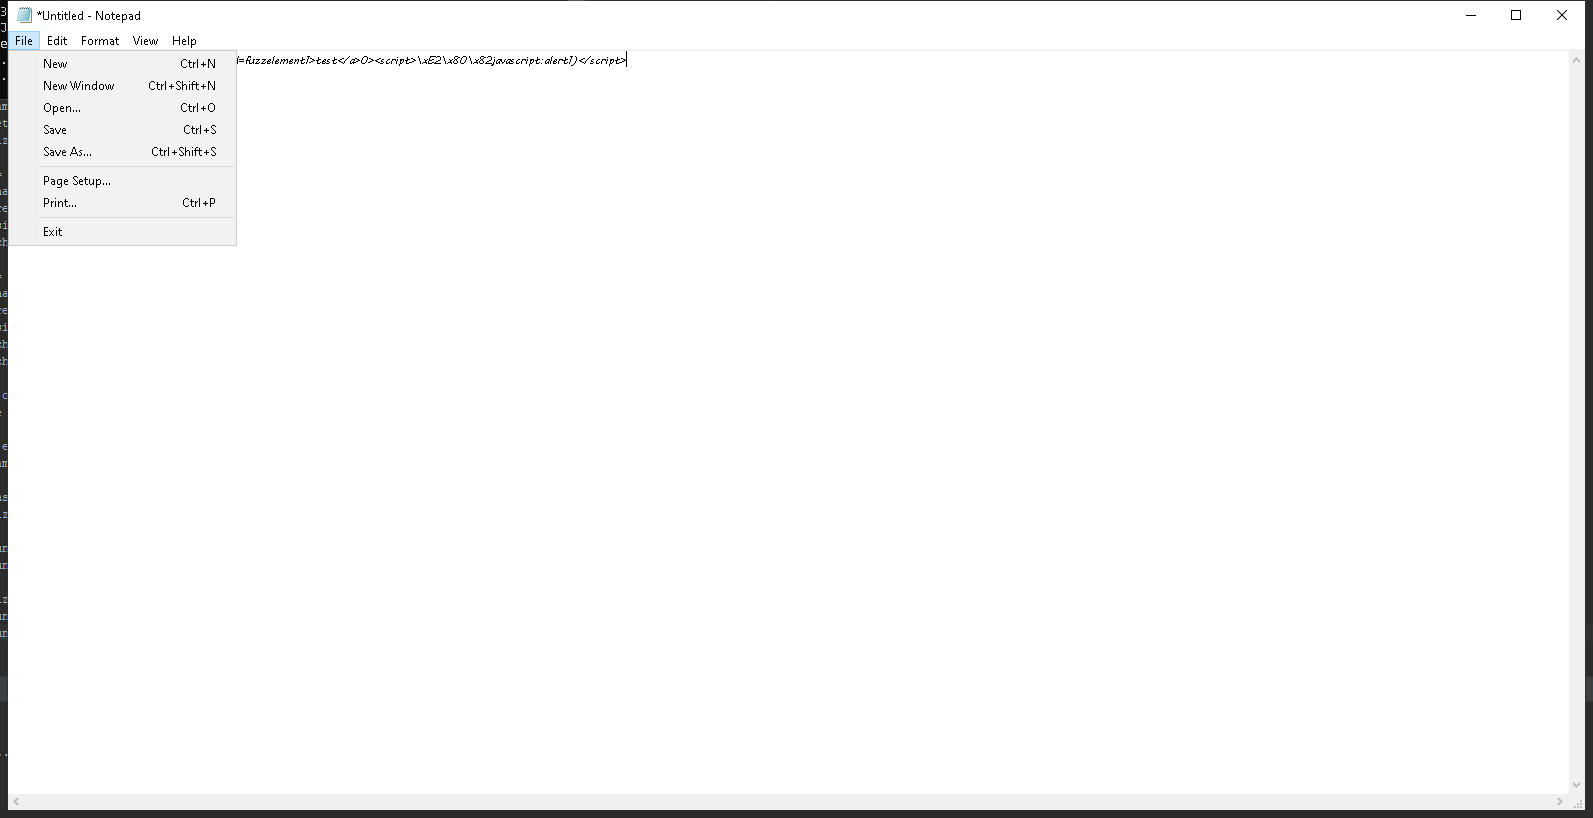 *Untitled - Notepad
File Edit Format View Help
=fuzzelement1>test</a>0><script>\xE2\x80\x82javascript:alert1)</script>
New Ctrl+N
New Window Ctrl+Shift+N
Open... Ctrl+O
Save Ctrl+S
Save As... Ctrl+Shift+S
Page Setup...
Print... Ctrl+P
Exit